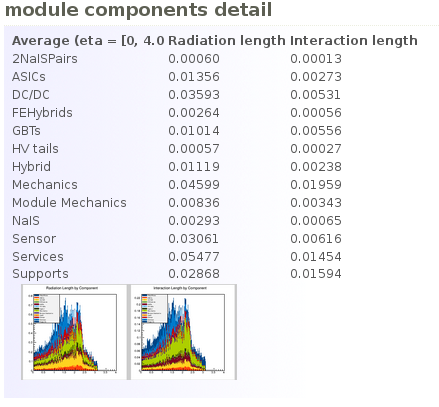 module components detail
Average (eta = [0, 4.0 Radiation length Interaction length
2NalSPairs 0.00060 0.00013
ASICs 0.01356 0.00273
DC/DC 0.03593 0.00531
FEHybrids 0.00264 0.00056
GBTs 0.01014 0.00556
HV tails 0.00057 0.00027
Hybrid 0.01119 0.00238
Mechanics 0.04599 0.01959
Module Mechanics 0.00836 0.00343
NaIS 0.00293 0.00065
Sensor 0.03061 0.00616
Services 0.05477 0.01454
Supports 0.02868 0.01594
Radiation Length by Component Interaction Length by Component